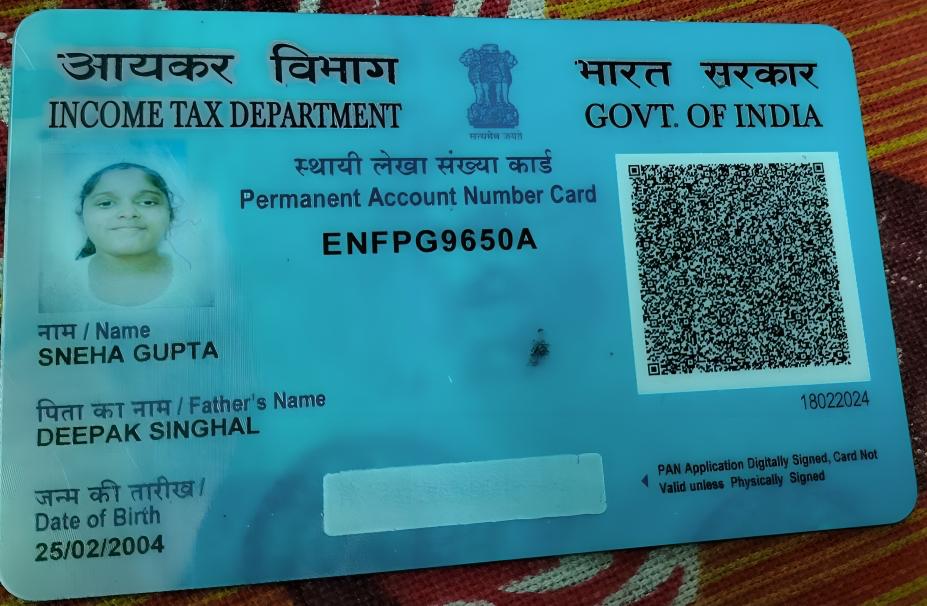 आयकर विभाग
INCOME TAX DEPARTMENT
सत्यमेव जयते
भारत सरकार
GOVT. OF INDIA
स्थायी लेखा संख्या कार्ड
Permanent Account Number Card
ENFPG9650A
नाम / Name
SNEHA GUPTA
पिता का नाम / Father's Name
DEEPAK SINGHAL
जन्म की तारीख /
Date of Birth
25/02/2004
18022024
PAN Application Digitally Signed, Card Not
Valid unless Physically Signed